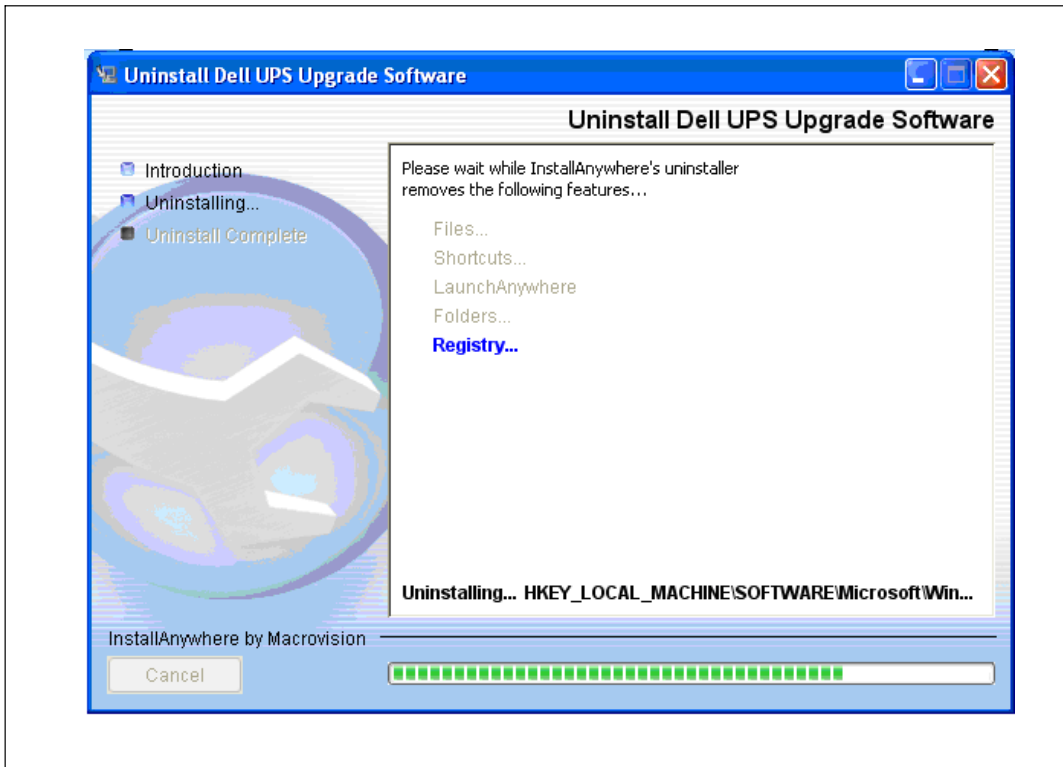 Uninstall Dell UPS Upgrade Software
Uninstall Dell UPS Upgrade Software
Introduction
Uninstalling...
Uninstall Complete
Please wait while InstallAnywhere's uninstaller
removes the following features...
Files...
Shortcuts...
LaunchAnywhere
Folders...
Registry...
Uninstalling... HKEY_LOCAL_MACHINE\SOFTWARE\Microsoft\Win...
InstallAnywhere by Macrovision
Cancel